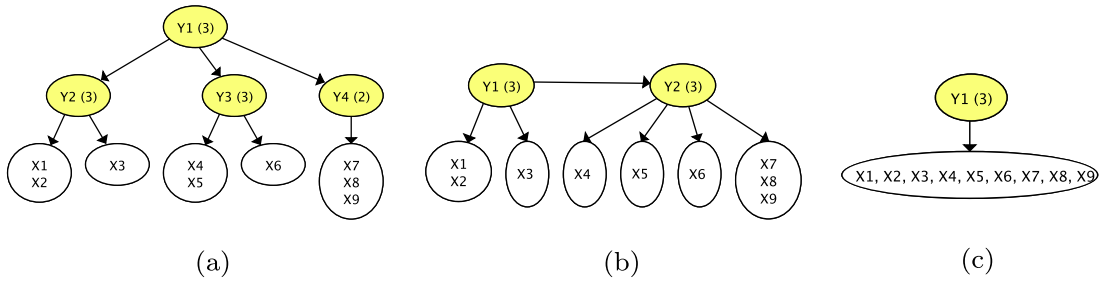 Y1 (3)
Y2 (3)
Y3 (3)
Y4 (2)
X1
X2
X3
X4
X5
X6
X7
X8
X9
(a)
Y1 (3)
Y2 (3)
X1
X2
X3
X4
X5
X6
X7
X8
X9
(b)
Y1 (3)
X1, X2, X3, X4, X5, X6, X7, X8, X9
(c)